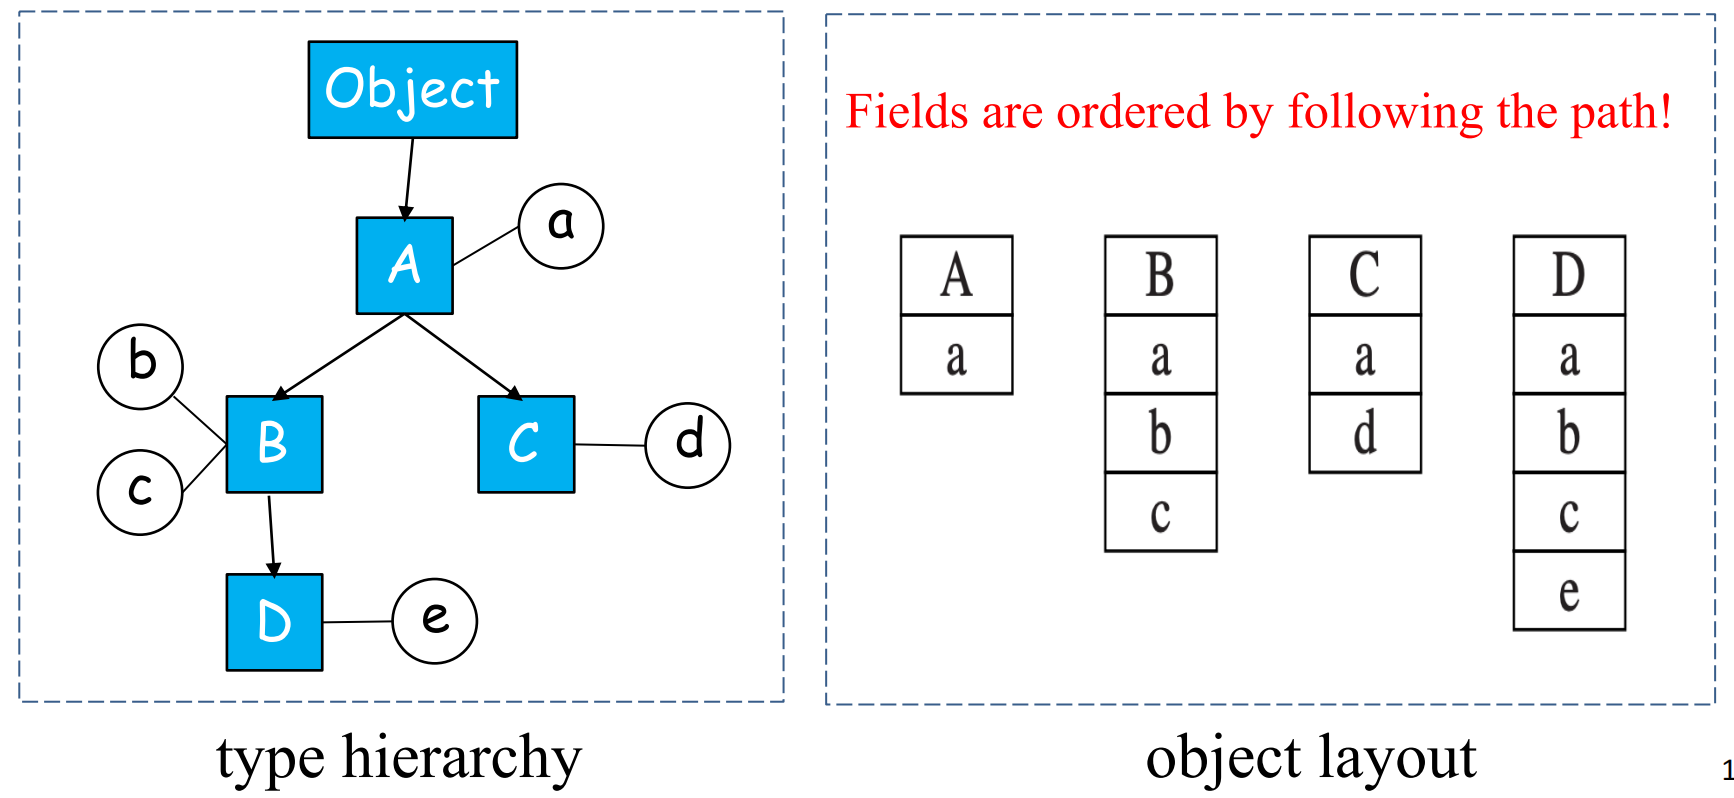 Object
A
a
b
c
B
C
d
D
e
type hierarchy
Fields are ordered by following the path!
A
a
B
a
b
c
C
a
d
D
a
b
c
e
object layout
1